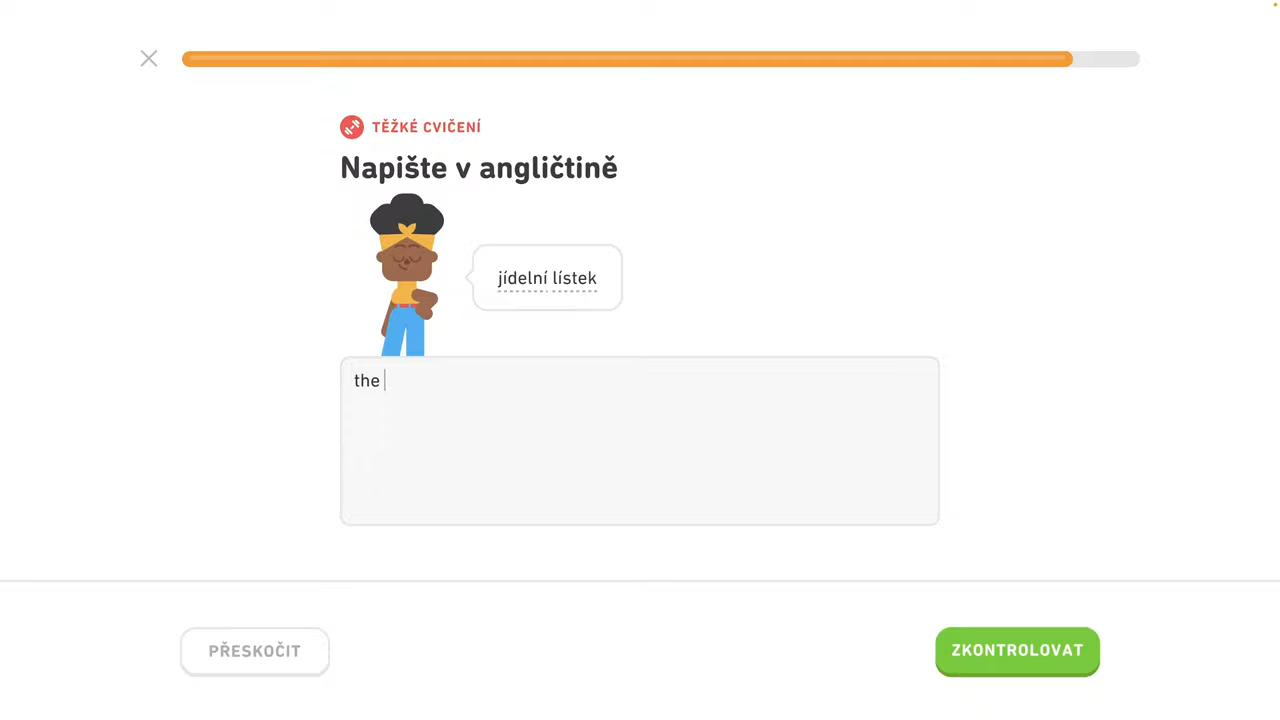 TĚŽKÉ CVIČENÍ
Napište v angličtině
jídelní lístek
the
PŘESKOČIT
ZKONTROLOVAT